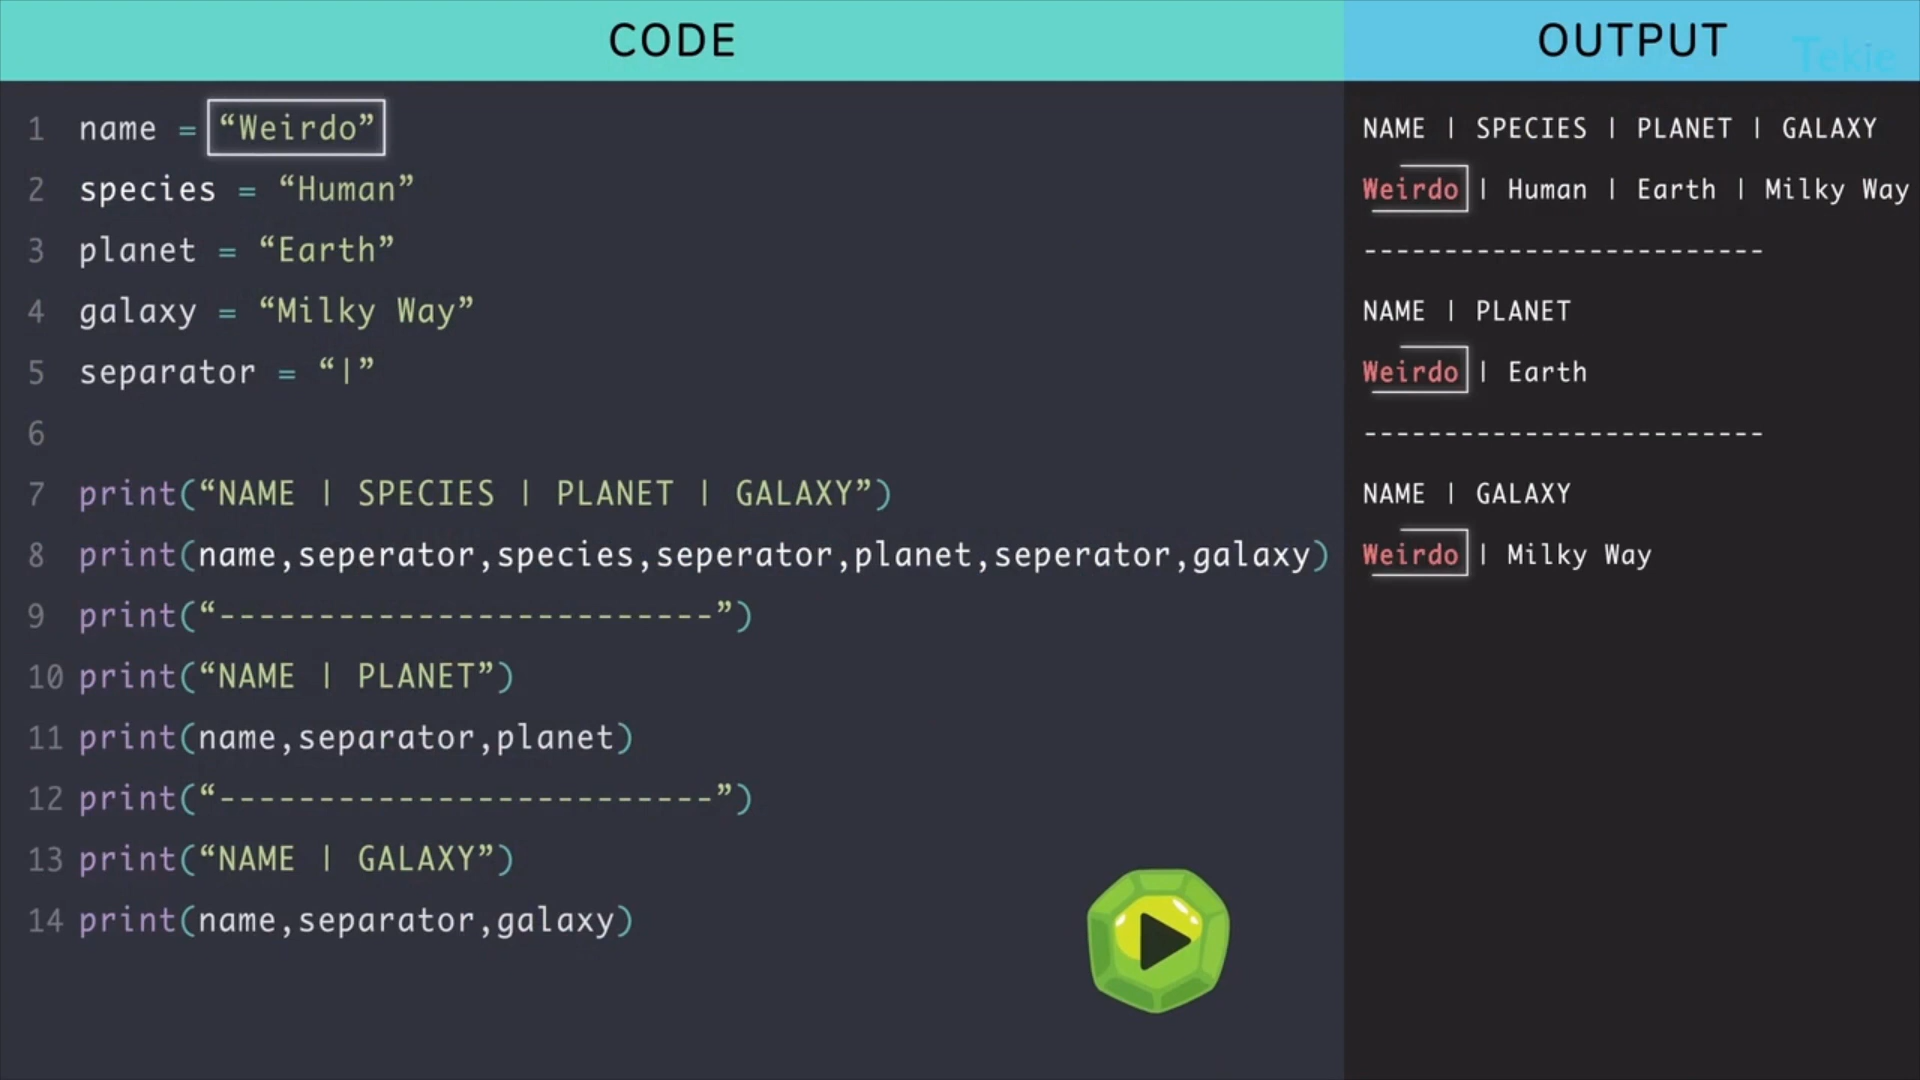 CODE
OUTPUT
Tekie
1 name = “Weirdo”
2 species = “Human”
3 planet = “Earth”
4 galaxy = “Milky Way”
5 separator = “|”
6
7 print(“NAME | SPECIES | PLANET | GALAXY”)
8 print(name,seperator,species,seperator,planet,seperator,galaxy)
9 print(“-------------------------”)
10 print(“NAME | PLANET”)
11 print(name,separator,planet)
12 print(“-------------------------”)
13 print(“NAME | GALAXY”)
14 print(name,separator,galaxy)
NAME | SPECIES | PLANET | GALAXY
Weirdo | Human | Earth | Milky Way
-------------------------
NAME | PLANET
Weirdo | Earth
-------------------------
NAME | GALAXY
Weirdo | Milky Way